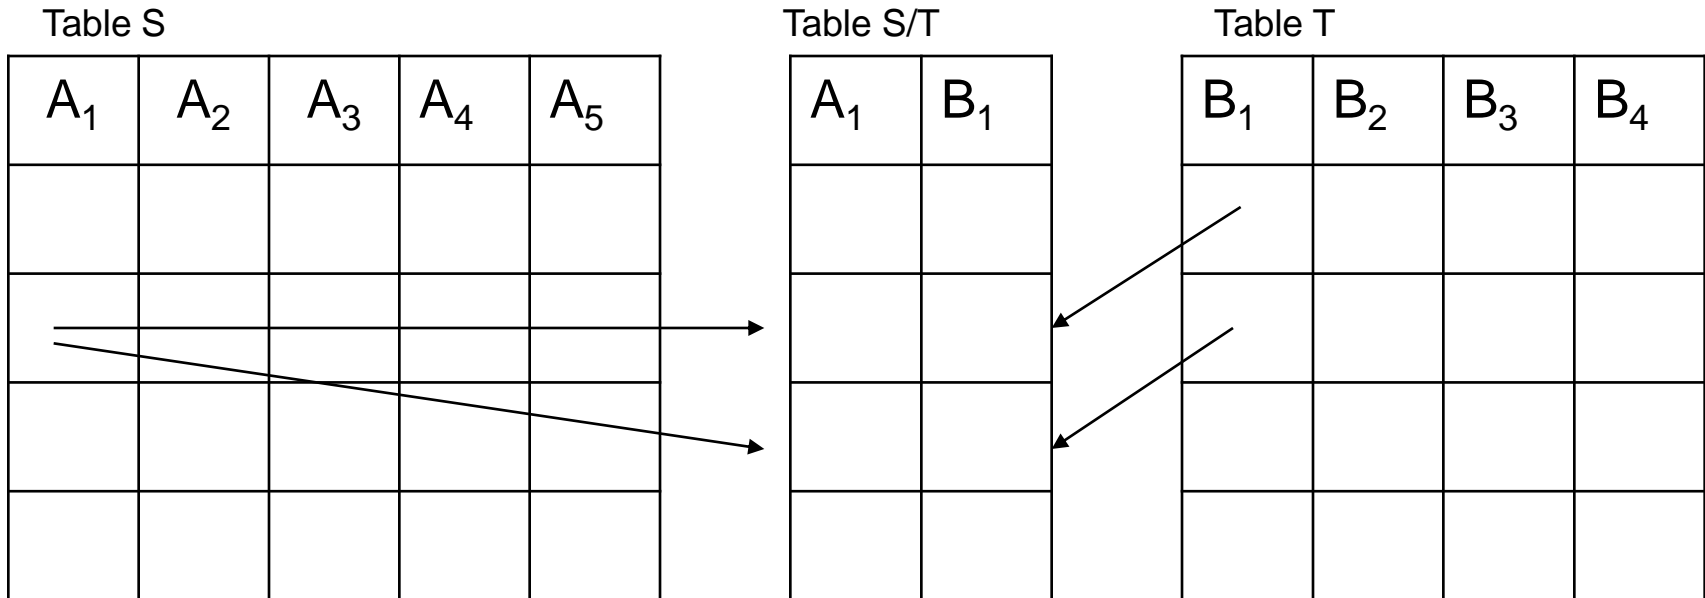 Table S Table S/T Table T
A₁ A₂ A₃ A₄ A₅ A₁ B₁ B₁ B₂ B₃ B₄